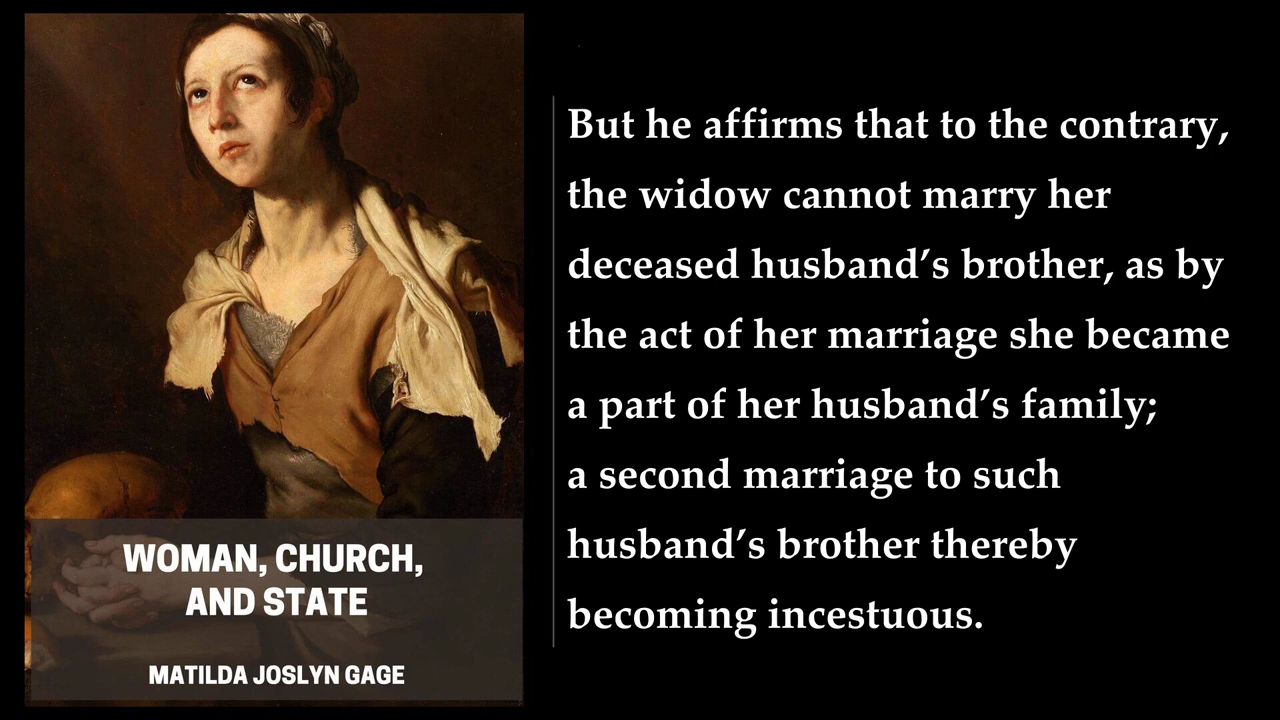 WOMAN, CHURCH,
AND STATE
MATILDA JOSLYN GAGE
But he affirms that to the contrary,
the widow cannot marry her
deceased husband’s brother, as by
the act of her marriage she became
a part of her husband’s family;
a second marriage to such
husband’s brother thereby
becoming incestuous.